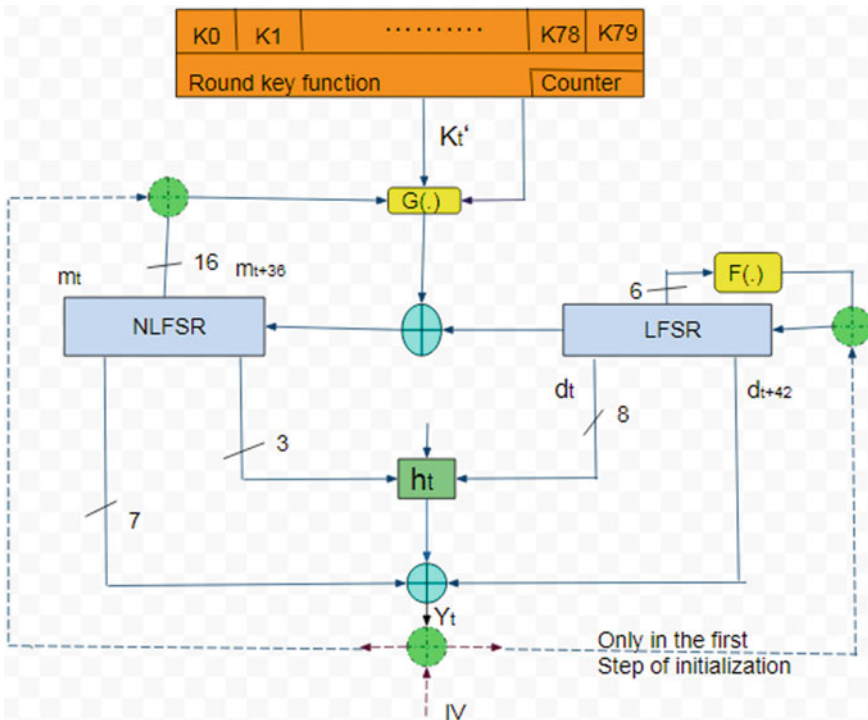 K0 K1 .......... K78 K79
Round key function Counter
Kt‘
G(.)
16
mt mt+36
6 F(.)
NLFSR LFSR
dt dt+42
8
3
ht
7
Yt
Only in the first
Step of initialization
IV